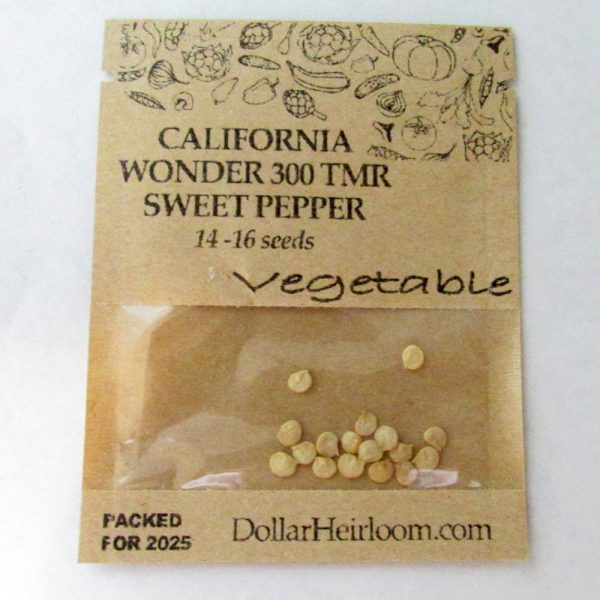 CALIFORNIA
WONDER 300 TMR
SWEET PEPPER
14 -16 seeds
Vegetable
PACKED
FOR 2025
DollarHeirloom.com